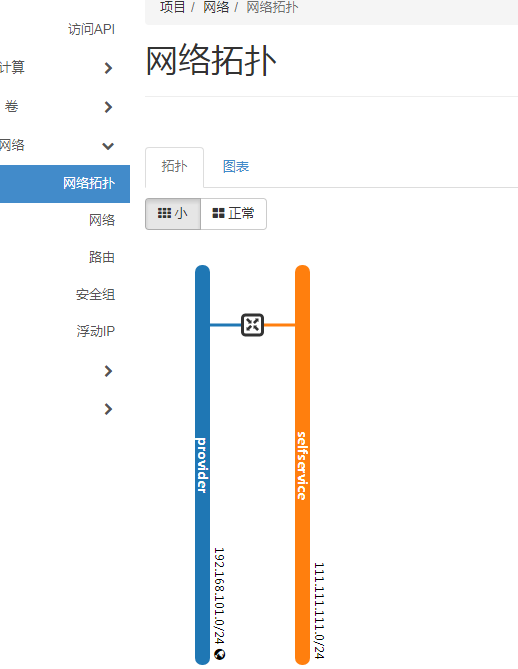 访问API
计算
卷
网络
网络拓扑
网络
路由
安全组
浮动IP
项目 / 网络 / 网络拓扑
网络拓扑
拓扑
图表
小
正常
provider
192.168.101.0/24
selfservice
111.111.111.0/24